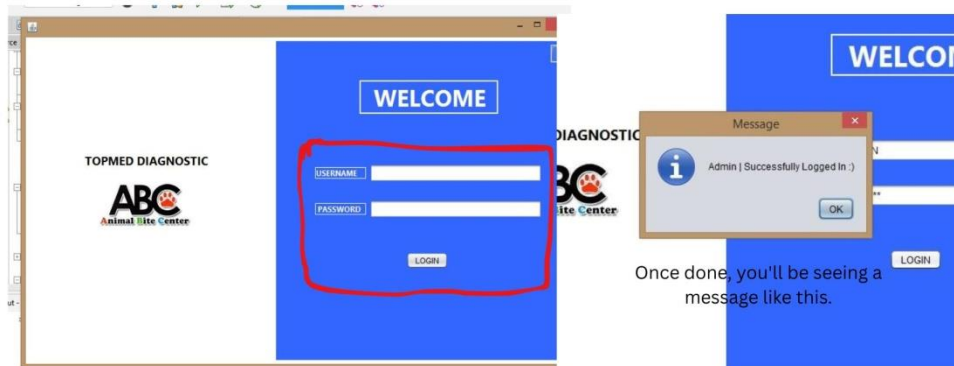 WELCOME
TOPMED DIAGNOSTIC
ABC
Animal Bite Center
USERNAME
PASSWORD
LOGIN
WELCO
DIAGNOSTIC
BC
ite Center
Message
Admin | Successfully Logged In :)
OK
N
**
LOGIN
Once done, you'll be seeing a
message like this.